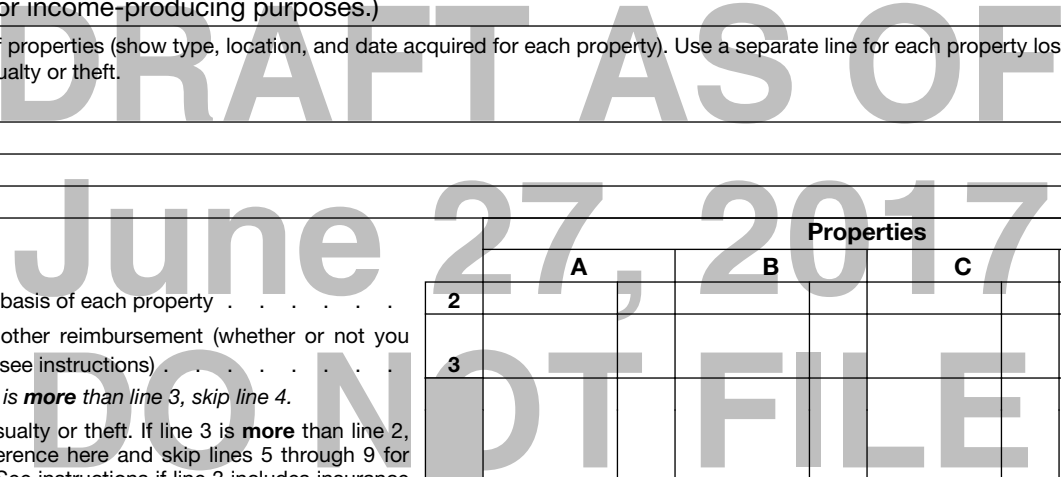 or income-producing purposes.)
properties (show type, location, and date acquired for each property). Use a separate line for each property los
ualty or theft.
DRAFT AS OF
June 27, 2017
Properties
A B C
basis of each property . . . . . . 2
other reimbursement (whether or not you
see instructions) . . . . . . . . 3
is more than line 3, skip line 4.
sualty or theft. If line 3 is more than line 2,
erence here and skip lines 5 through 9 for
DO NOT FILE
See instructions if line 3 includes insurance